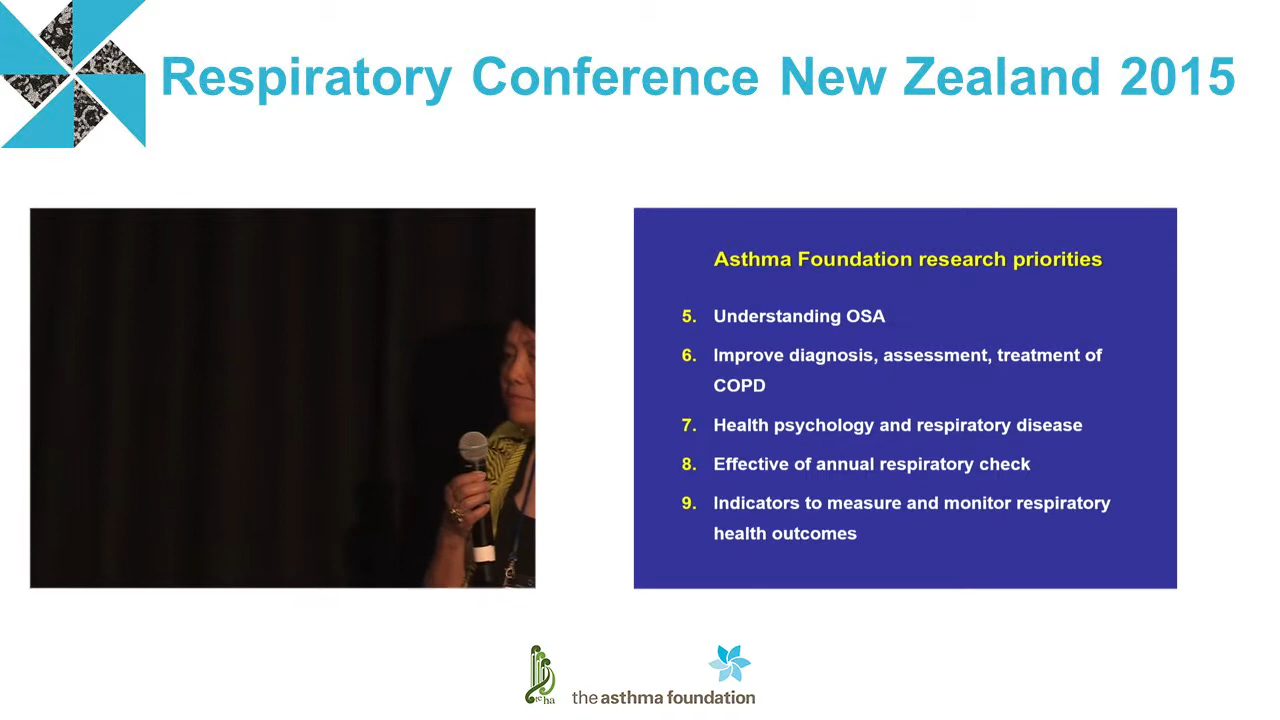 Respiratory Conference New Zealand 2015
Asthma Foundation research priorities
5. Understanding OSA
6. Improve diagnosis, assessment, treatment of
COPD
7. Health psychology and respiratory disease
8. Effective of annual respiratory check
9. Indicators to measure and monitor respiratory
health outcomes
te ha
the asthma foundation